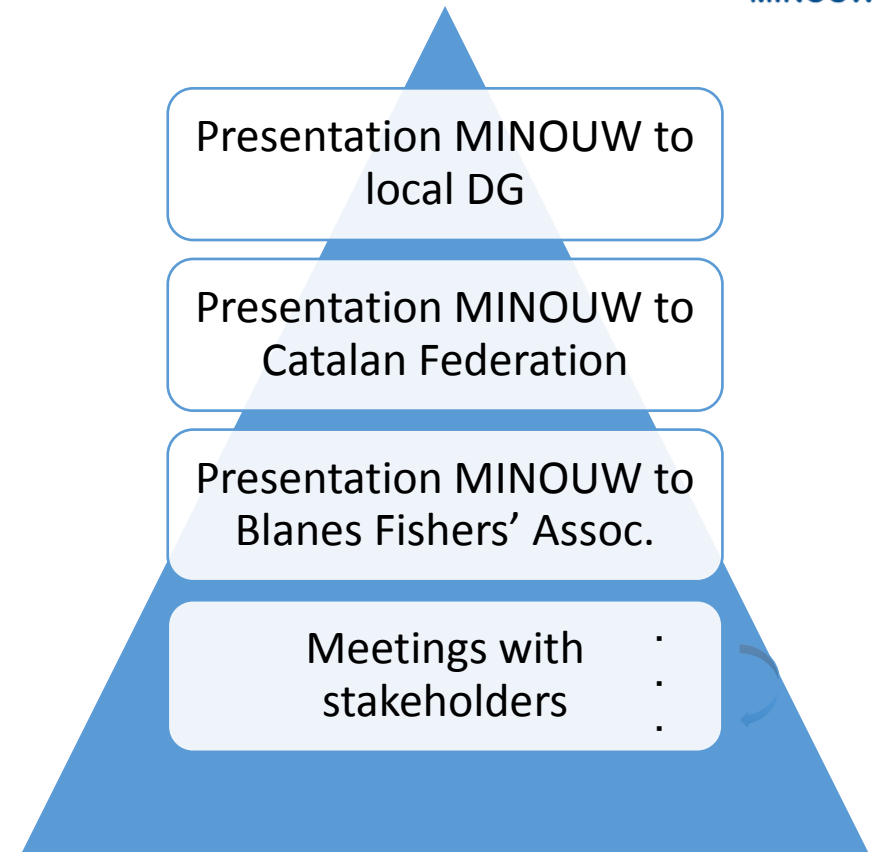 MINOUW
Presentation MINOUW to
local DG
Presentation MINOUW to
Catalan Federation
Presentation MINOUW to
Blanes Fishers’ Assoc.
Meetings with
stakeholders
.
.
.